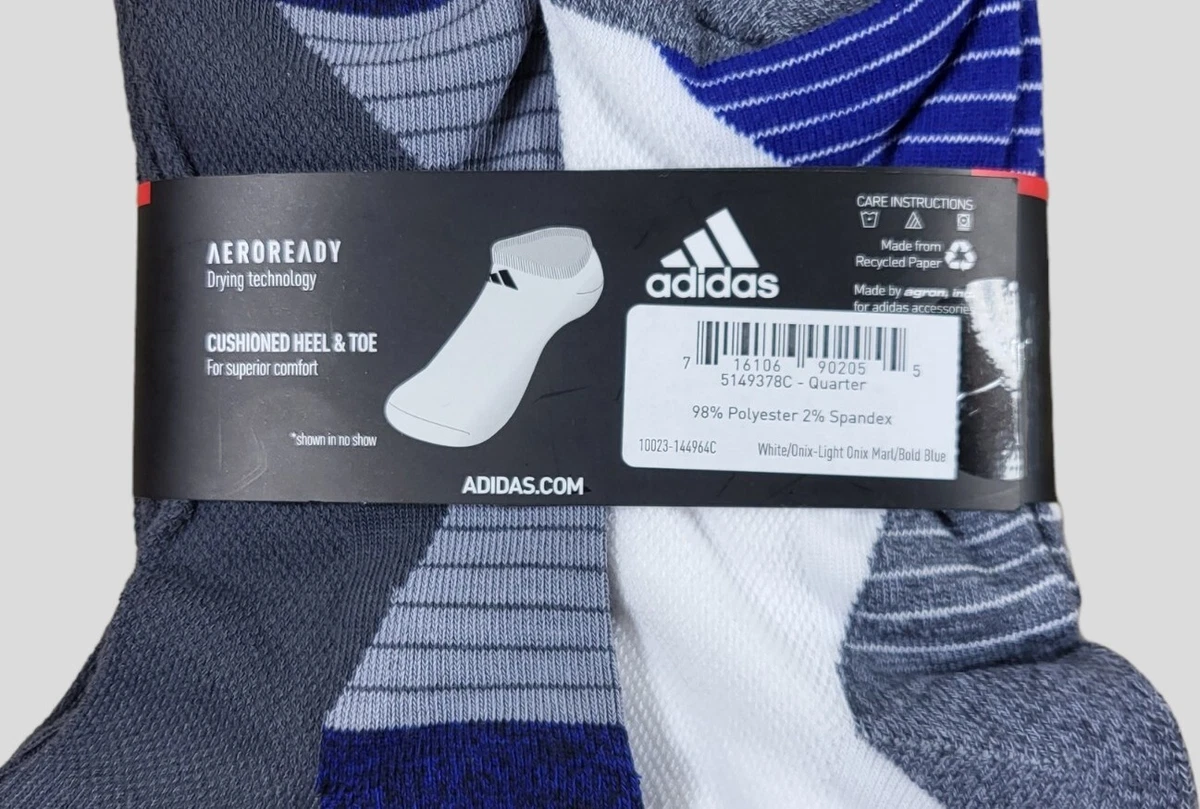 AEROREADY
Drying technology
CUSHIONED HEEL & TOE
For superior comfort
*shown in no show
ADIDAS.COM
adidas
CARE INSTRUCTIONS
Made from
Recycled Paper
Made by agron, inc.
for adidas accessories
7 16106 90205 5
5149378C - Quarter
98% Polyester 2% Spandex
10023-144964C White/Onix-Light Onix Marl/Bold Blue